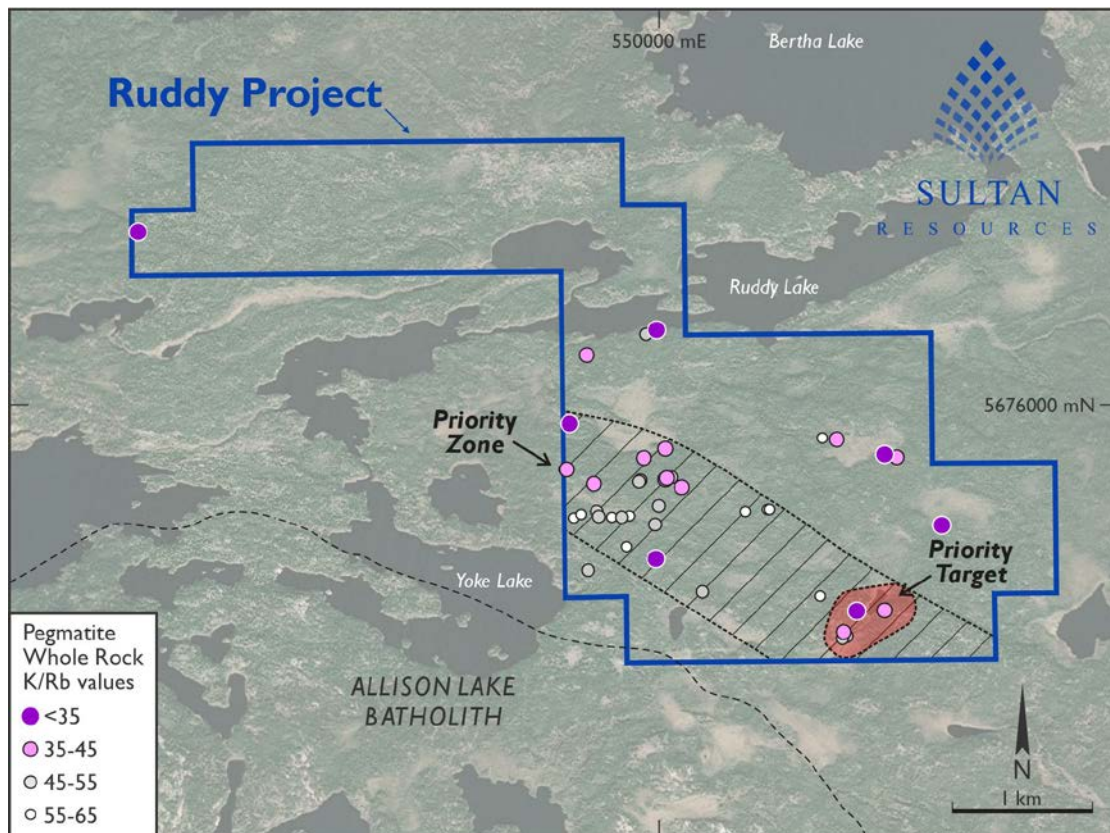 550000 mE
Bertha Lake
Ruddy Project
SULTAN
RESOURCES
Ruddy Lake
5676000 mN
Priority
Zone
Priority
Target
Yoke Lake
ALLISON LAKE
BATHOLITH
Pegmatite
Whole Rock
K/Rb values
<35
35-45
45-55
55-65
N
1 km